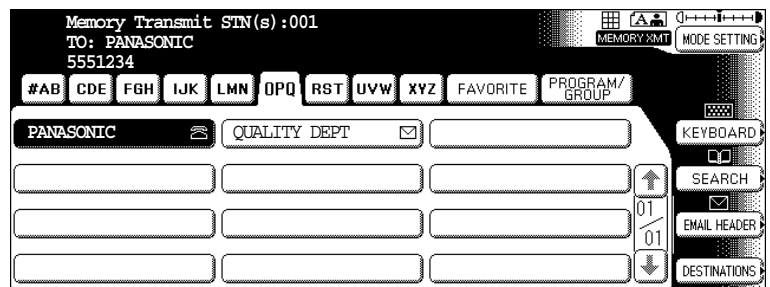 Memory Transmit STN(s):001
TO: PANASONIC
5551234
MEMORY XMT
MODE SETTING
#AB CDE FGH IJK LMN OPQ RST UVW XYZ FAVORITE PROGRAM/
GROUP
PANASONIC QUALITY DEPT
KEYBOARD
SEARCH
01
01
EMAIL HEADER
DESTINATIONS